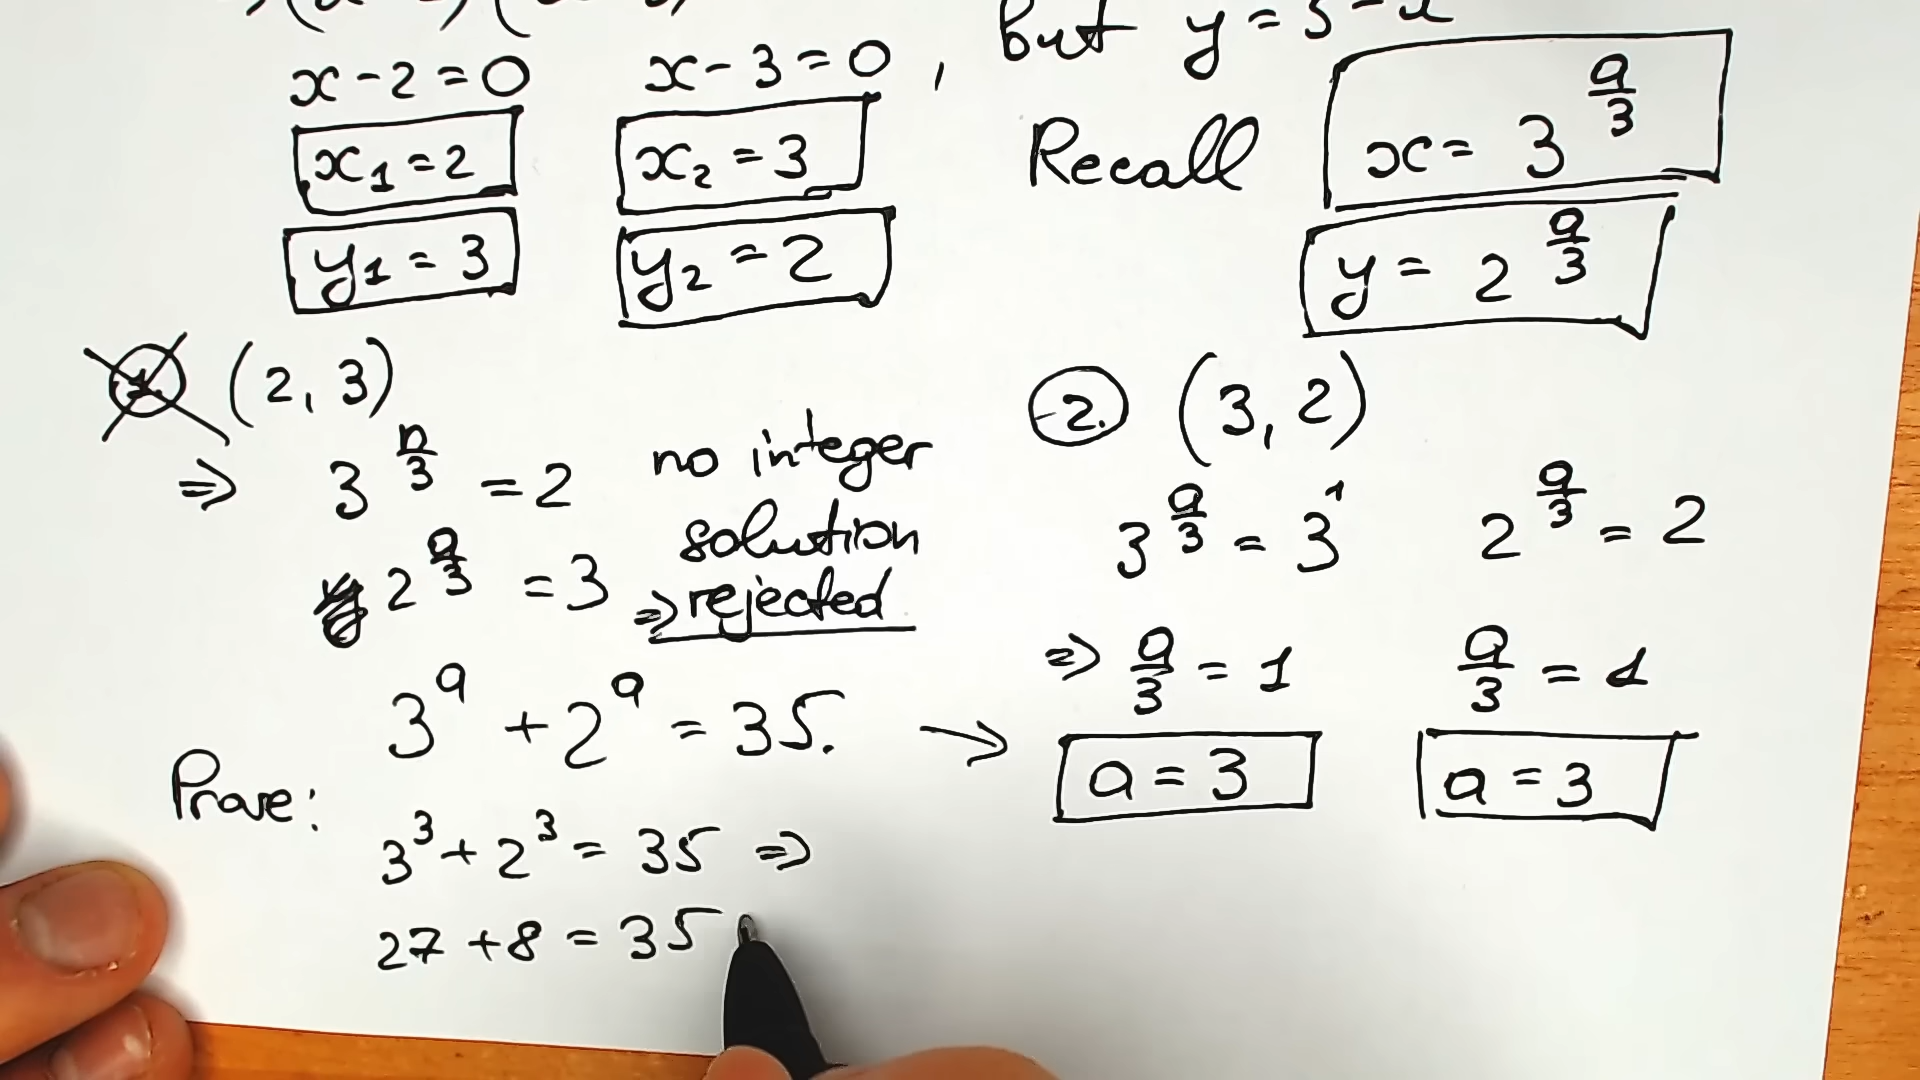 x - 2 = 0
x - 3 = 0 ,
but y = 5 - x
x₁ = 2
x₂ = 3
Recall
x = 3^(a/3)
y₁ = 3
y₂ = 2
y = 2^(a/3)
1 (2, 3)
⇒ 3^(n/3) = 2
2^(a/3) = 3
no integer
solution
⇒ rejected
3^a + 2^a = 35. →
Prove:
3³ + 2³ = 35 ⇒
27 + 8 = 35
2. (3, 2)
3^(a/3) = 3¹
2^(a/3) = 2
⇒ a/3 = 1
a/3 = 1
a = 3
a = 3